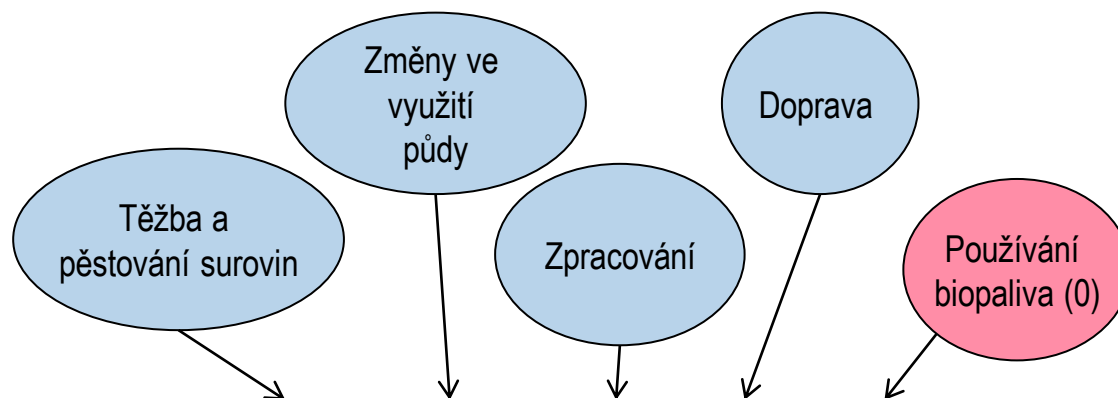 Změny ve
využití
půdy
Doprava
Těžba a
pěstování surovin
Zpracování
Používání
biopaliva (0)